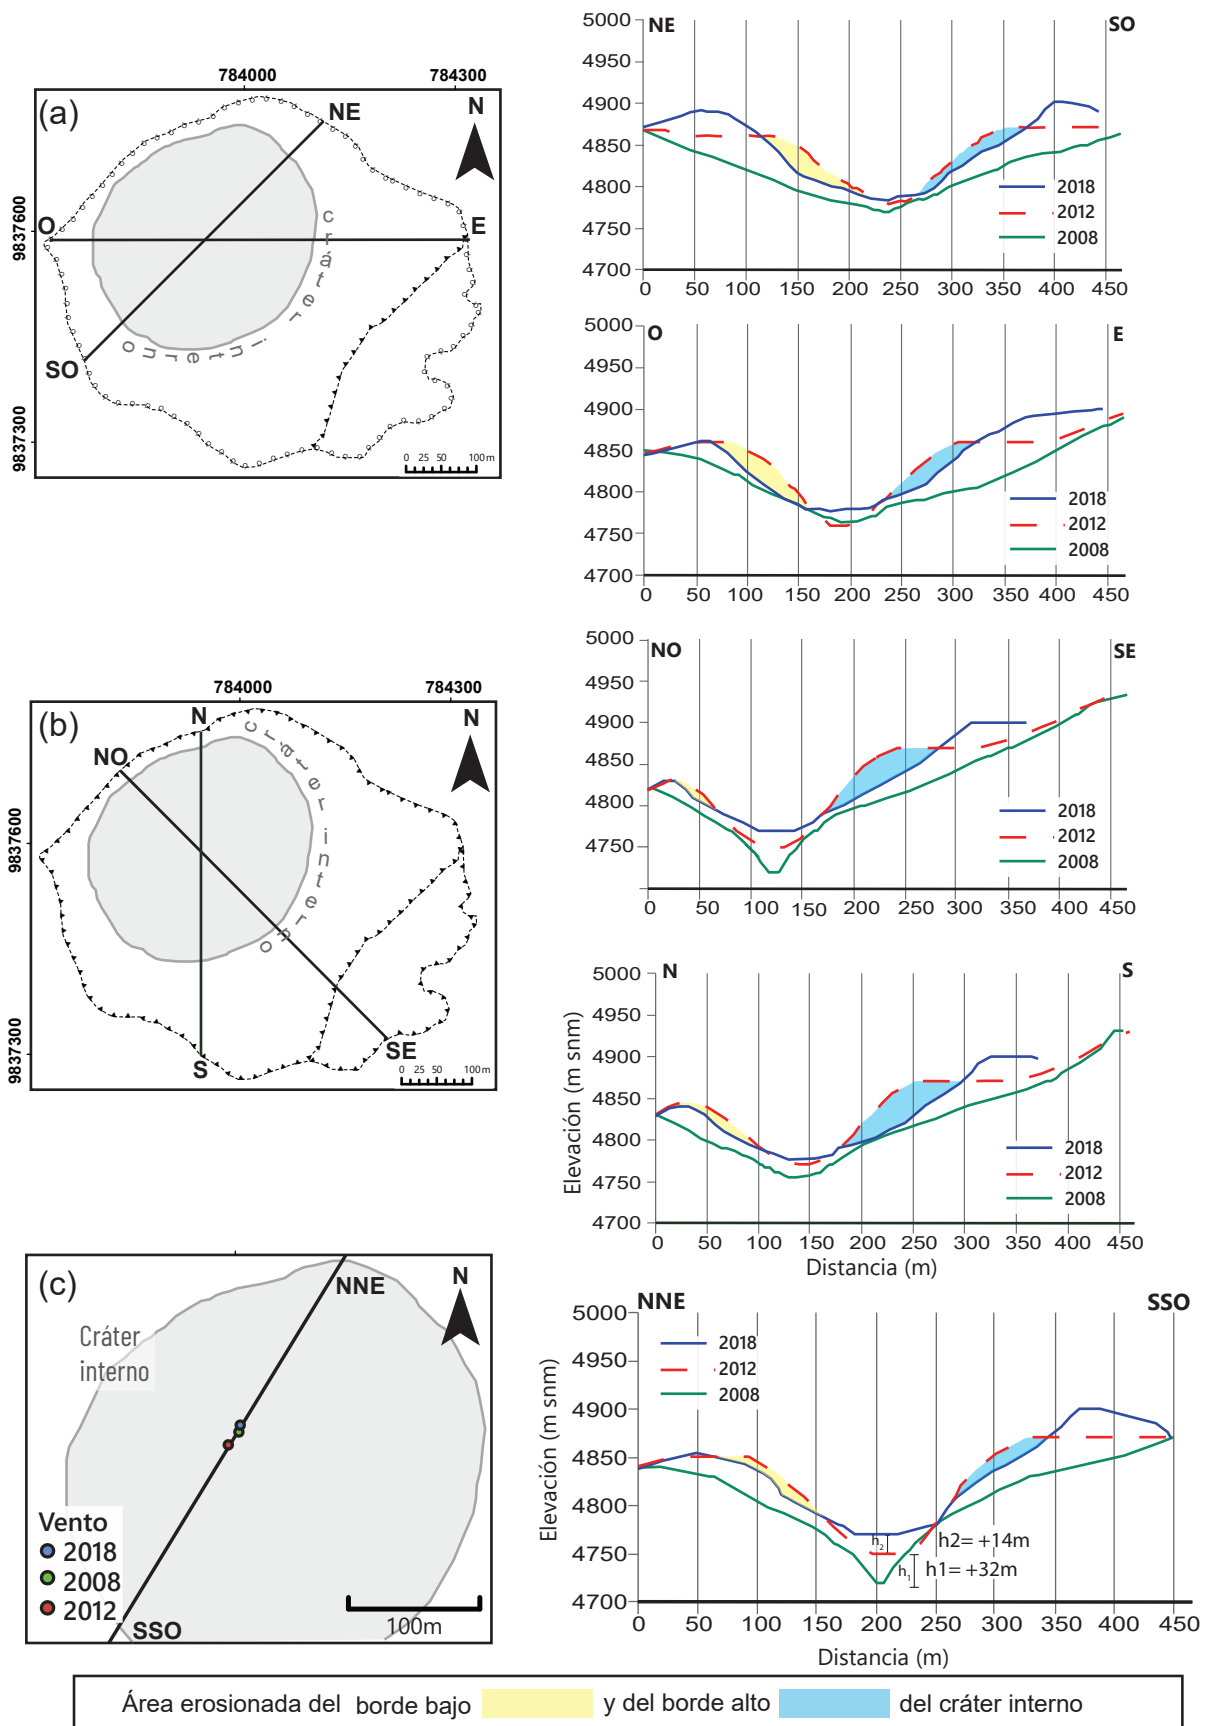 (a)
784000
784300
9837600
9837300
NE
N
O
E
SO
cráter interno
0 25 50 100 m
NE
SO
5000
4950
4900
4850
4800
4750
4700
2018
2012
2008
0 50 100 150 200 250 300 350 400 450
O
E
5000
4950
4900
4850
4800
4750
4700
2018
2012
2008
0 50 100 150 200 250 300 350 400 450
(b)
784000
784300
9837600
9837300
N
NO
N
S
SE
cráter interno
0 25 50 100 m
NO
SE
5000
4950
4900
4850
4800
4750
2018
2012
2008
0 50 100 150 200 250 300 350 400 450
N
S
Elevación (m snm)
5000
4950
4900
4850
4800
4750
4700
2018
2012
2008
0 50 100 150 200 250 300 350 400 450
Distancia (m)
(c)
NNE
N
Cráter
interno
Vento
2018
2008
2012
SSO
100m
NNE
SSO
Elevación (m snm)
5000
4950
4900
4850
4800
4750
4700
2018
2012
2008
h2
h2= +14m
h1
h1= +32m
0 50 100 150 200 250 300 350 400 450
Distancia (m)
Área erosionada del borde bajo y del borde alto del cráter interno